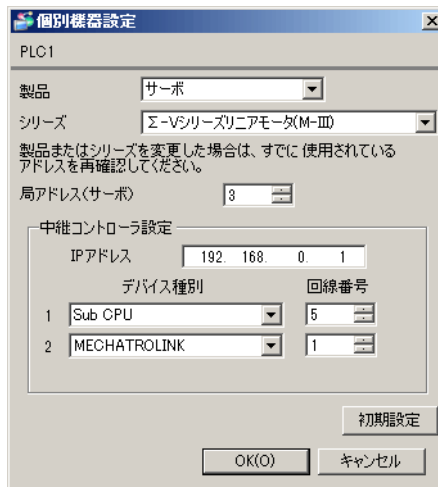 個別機器設定
PLC1
製品 サーボ
シリーズ Σ-Vシリーズリニアモータ(M-Ⅲ)
製品またはシリーズを変更した場合は、すでに使用されている
アドレスを再確認してください。
局アドレス(サーボ) 3
中継コントローラ設定
IPアドレス 192. 168. 0. 1
デバイス種別 回線番号
1 Sub CPU 5
2 MECHATROLINK 1
初期設定
OK(O) キャンセル